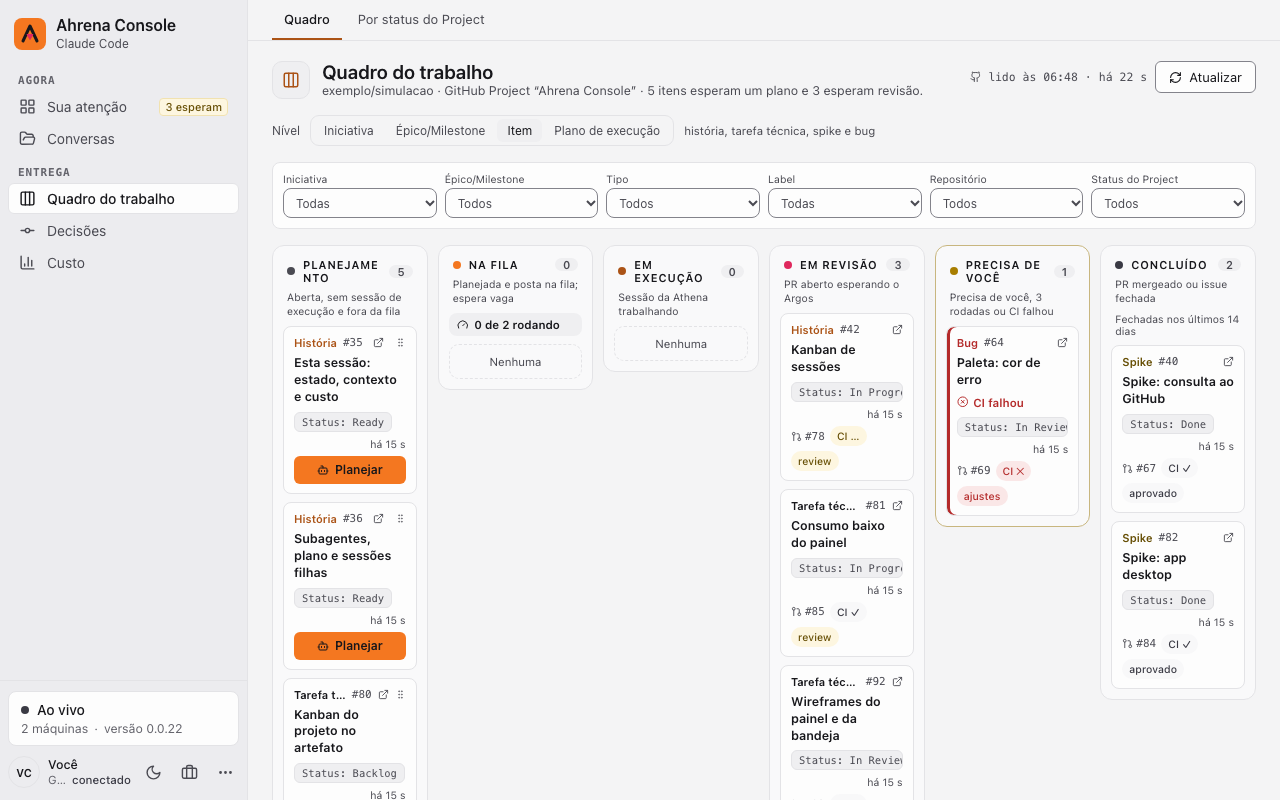 Ahrena Console
Claude Code
AGORA
Sua atenção
3 esperam
Conversas
ENTREGA
Quadro do trabalho
Decisões
Custo
Ao vivo
2 máquinas · versão 0.0.22
VC
Você
G... conectado
Quadro
Por status do Project
Quadro do trabalho
exemplo/simulacao · GitHub Project “Ahrena Console” · 5 itens esperam um plano e 3 esperam revisão.
lido às 06:48 · há 22 s
Atualizar
Nível
Iniciativa
Épico/Milestone
Item
Plano de execução
história, tarefa técnica, spike e bug
Iniciativa
Todas
Épico/Milestone
Todos
Tipo
Todos
Label
Todas
Repositório
Todos
Status do Project
Todos
PLANEJAME
NTO
5
Aberta, sem sessão de
execução e fora da fila
História #35
Esta sessão:
estado, contexto
e custo
Status: Ready
há 15 s
Planejar
História #36
Subagentes,
plano e sessões
filhas
Status: Ready
há 15 s
Planejar
Tarefa t... #80
Kanban do
projeto no
artefato
Status: Backlog
há 15 s
NA FILA
0
Planejada e posta na fila;
espera vaga
0 de 2 rodando
Nenhuma
EM
EXECUÇÃO
0
Sessão da Athena
trabalhando
Nenhuma
EM REVISÃO
3
PR aberto esperando o
Argos
História #42
Kanban de
sessões
Status: In Progre
há 15 s
#78 CI ...
review
Tarefa téc... #81
Consumo baixo
do painel
Status: In Progre
há 15 s
#85 CI
review
Tarefa téc... #92
Wireframes do
painel e da
bandeja
Status: In Review
há 15 s
PRECISA DE
VOCÊ
1
Precisa de você, 3
rodadas ou CI falhou
Bug #64
Paleta: cor de
erro
CI falhou
Status: In Review
há 15 s
#69 CI
ajustes
CONCLUÍDO
2
PR mergeado ou issue
fechada
Fechadas nos últimos 14
dias
Spike #40
Spike: consulta ao
GitHub
Status: Done
há 15 s
#67 CI
aprovado
Spike #82
Spike: app
desktop
Status: Done
há 15 s
#84 CI
aprovado